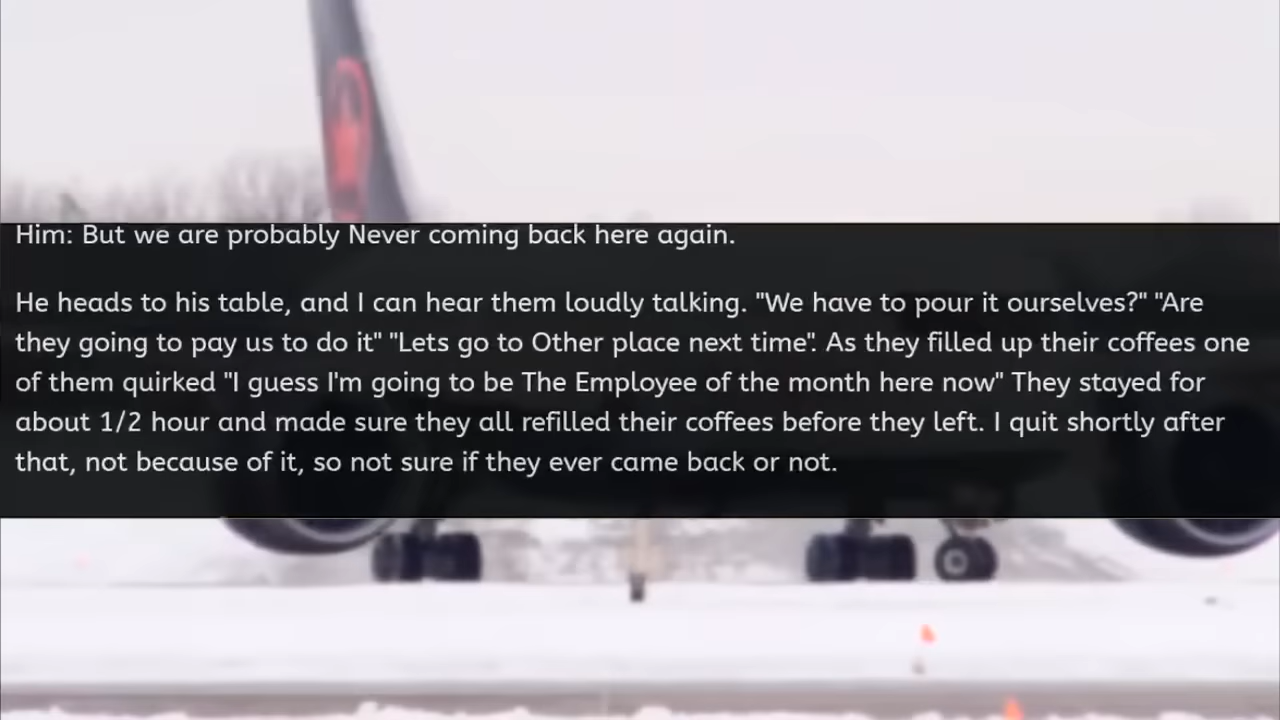 Him: But we are probably Never coming back here again.
He heads to his table, and I can hear them loudly talking. "We have to pour it ourselves?" "Are
they going to pay us to do it" "Lets go to Other place next time". As they filled up their coffees one
of them quirked "I guess I'm going to be The Employee of the month here now" They stayed for
about 1/2 hour and made sure they all refilled their coffees before they left. I quit shortly after
that, not because of it, so not sure if they ever came back or not.